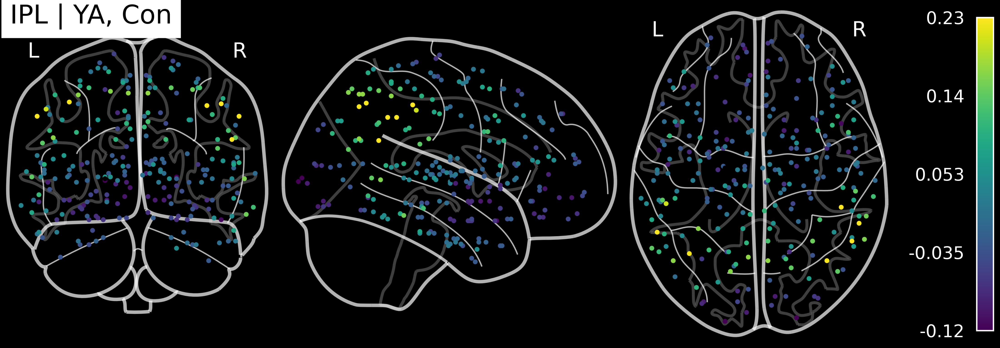 IPL | YA, Con
L
R
L
R
0.23
0.14
0.053
-0.035
-0.12